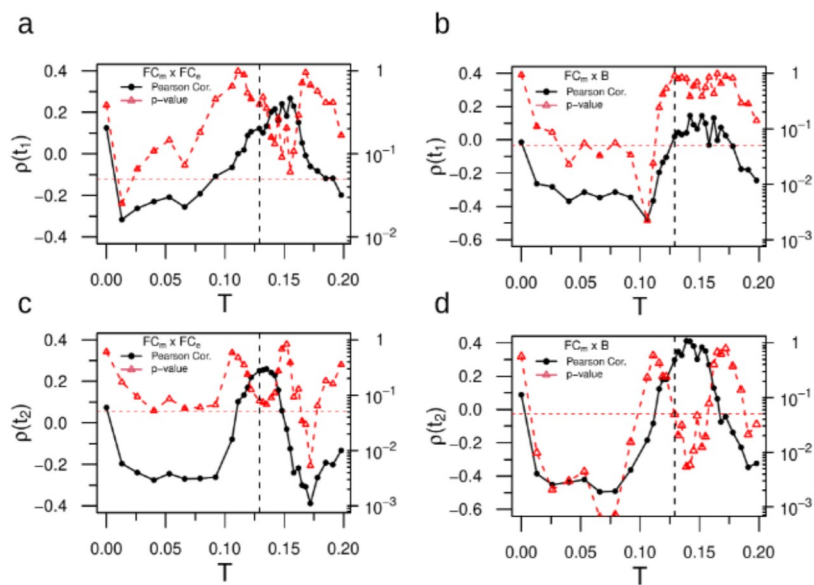 a
FCm x FCe
Pearson Cor.
p-value
ρ(t1)
0.4
0.2
0.0
−0.2
−0.4
1
10−1
10−2
0.00 0.05 0.10 0.15 0.20
T
b
FCm x B
Pearson Cor.
p-value
ρ(t1)
0.4
0.2
0.0
−0.2
−0.4
−0.6
1
10−1
10−2
10−3
0.00 0.05 0.10 0.15 0.20
T
c
FCm x FCe
Pearson Cor.
p-value
ρ(t2)
0.4
0.2
0.0
−0.2
−0.4
1
10−1
10−2
10−3
0.00 0.05 0.10 0.15 0.20
T
d
FCm x B
Pearson Cor.
p-value
ρ(t2)
0.4
0.2
0.0
−0.2
−0.4
−0.6
1
10−1
10−2
10−3
0.00 0.05 0.10 0.15 0.20
T